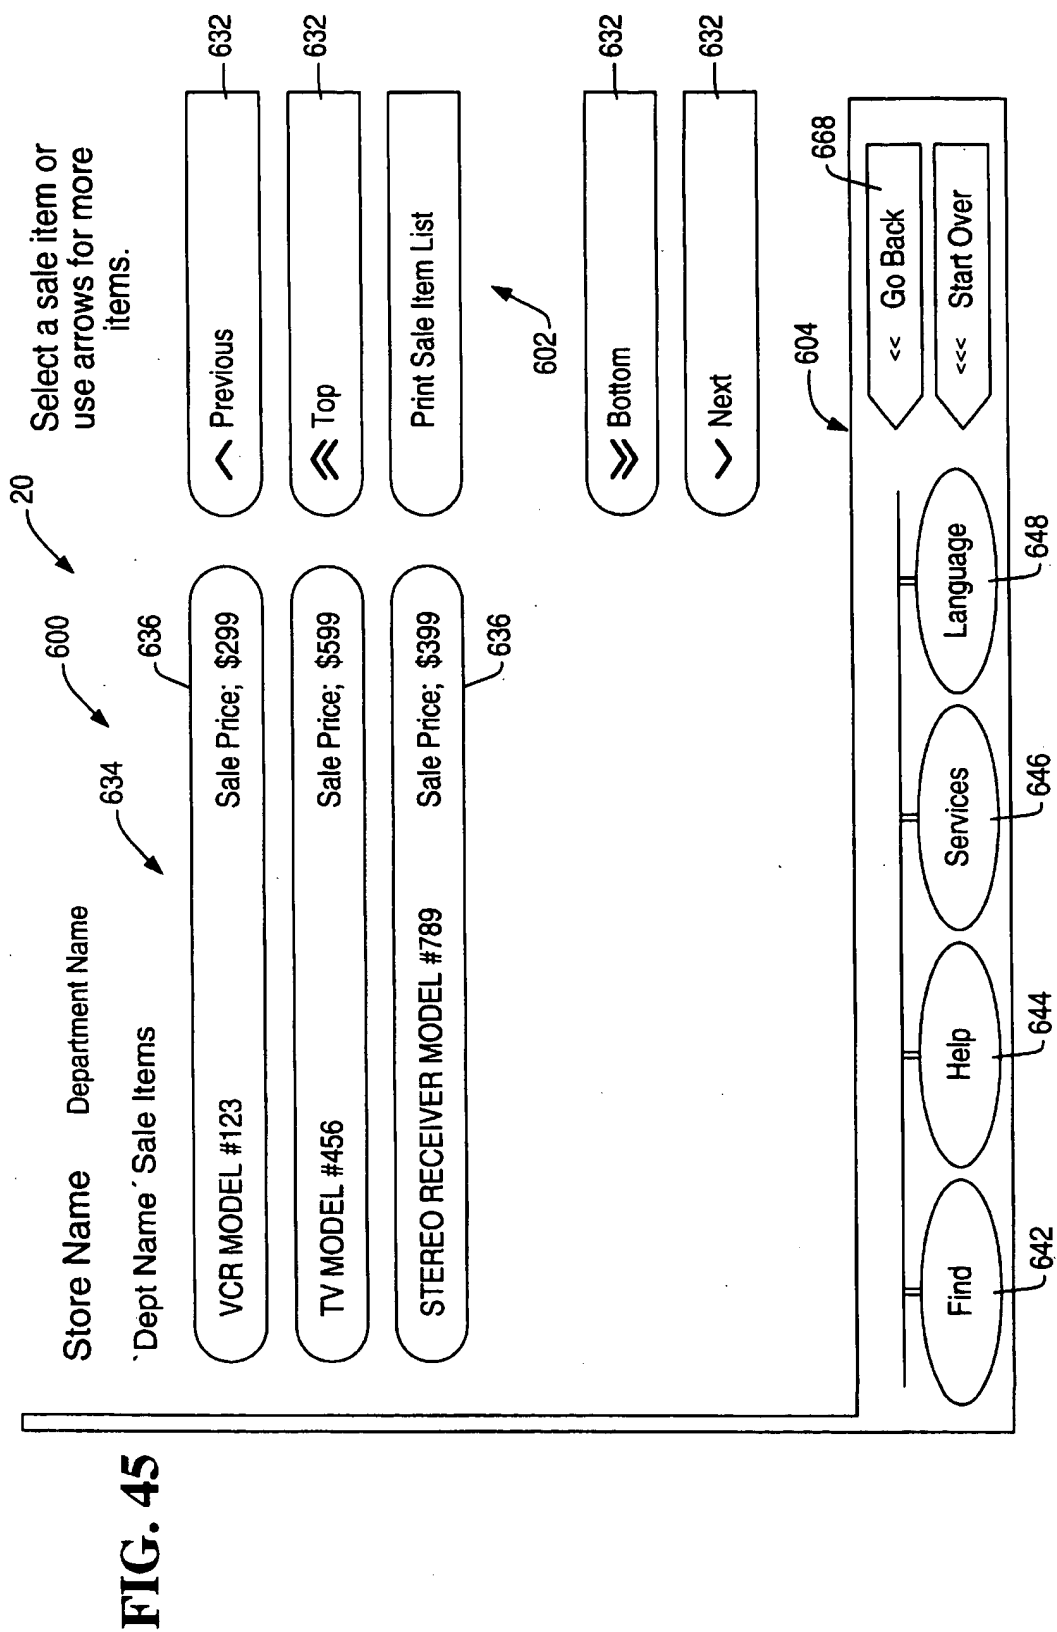 FIG. 45
20
600
Store Name Department Name
Select a sale item or
use arrows for more
items.
`Dept Name´ Sale Items
634
636
VCR MODEL #123 Sale Price; $299
TV MODEL #456 Sale Price; $599
STEREO RECEIVER MODEL #789 Sale Price; $399
636
Previous
632
Top
632
Print Sale Item List
602
Bottom
632
Next
632
604
668
<< Go Back
<<< Start Over
Find
Help
Services
Language
642
644
646
648